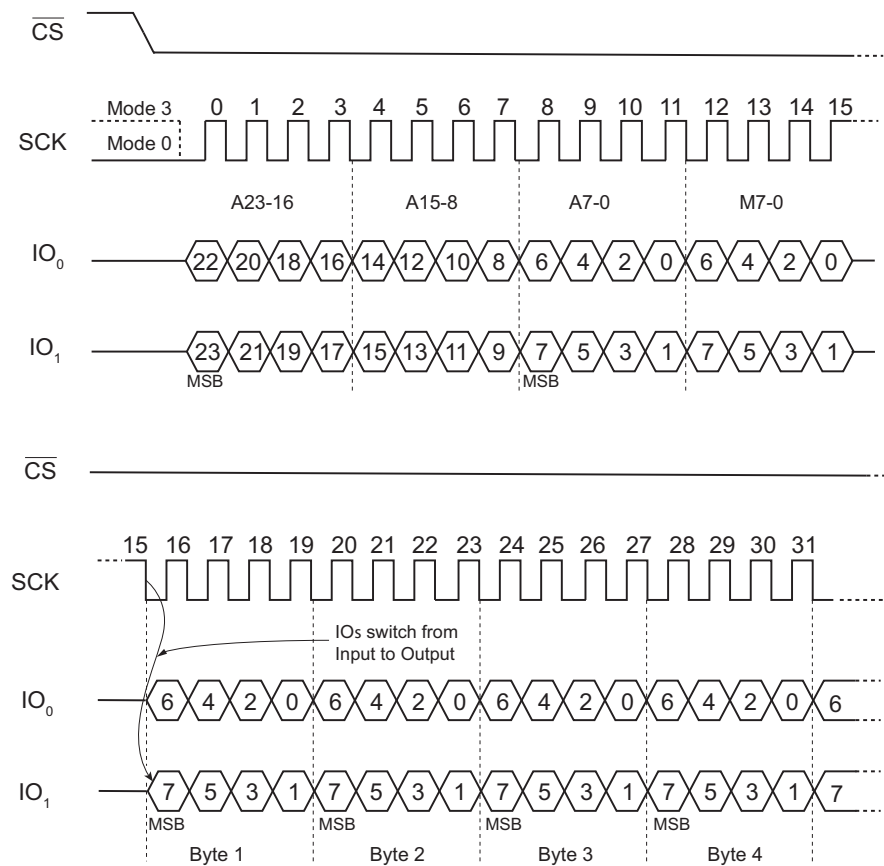 CS
Mode 3 0 1 2 3 4 5 6 7 8 9 10 11 12 13 14 15
SCK Mode 0
A23-16 A15-8 A7-0 M7-0
IO0 22 20 18 16 14 12 10 8 6 4 2 0 6 4 2 0
IO1 23 21 19 17 15 13 11 9 7 5 3 1 7 5 3 1
MSB MSB
CS
15 16 17 18 19 20 21 22 23 24 25 26 27 28 29 30 31
SCK
IOs switch from
Input to Output
IO0 6 4 2 0 6 4 2 0 6 4 2 0 6 4 2 0 6
IO1 7 5 3 1 7 5 3 1 7 5 3 1 7 5 3 1 7
MSB MSB MSB MSB
Byte 1 Byte 2 Byte 3 Byte 4